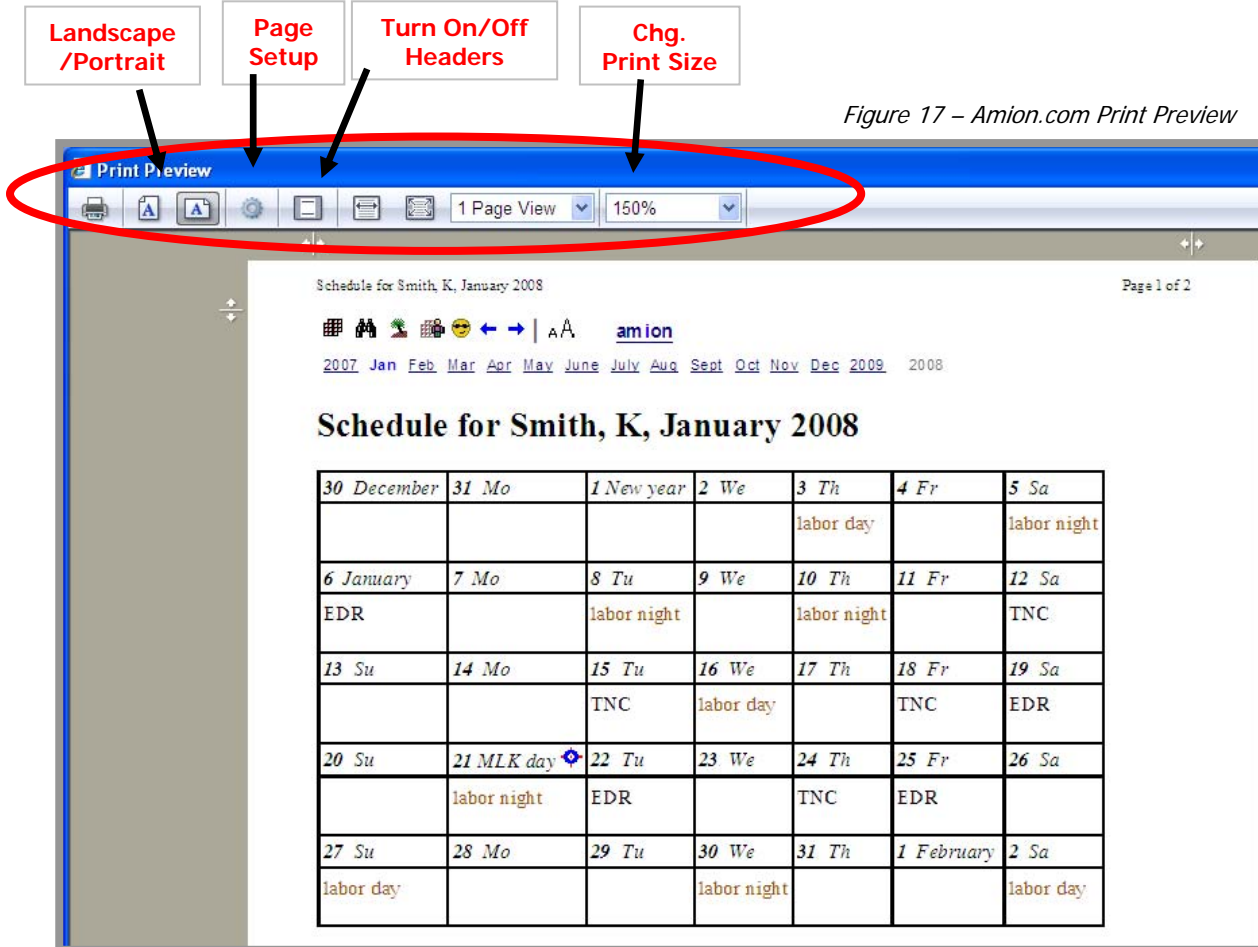 Landscape
/Portrait
Page
Setup
Turn On/Off
Headers
Chg.
Print Size
Figure 17 – Amion.com Print Preview
Print Preview
1 Page View 150%
Schedule for Smith, K, January 2008 Page 1 of 2
A A amion
2007 Jan Feb Mar Apr May June July Aug Sept Oct Nov Dec 2009 2008
Schedule for Smith, K, January 2008
30 December 31 Mo 1 New year 2 We 3 Th 4 Fr 5 Sa
labor day labor night
6 January 7 Mo 8 Tu 9 We 10 Th 11 Fr 12 Sa
EDR labor night labor night TNC
13 Su 14 Mo 15 Tu 16 We 17 Th 18 Fr 19 Sa
TNC labor day TNC EDR
20 Su 21 MLK day 22 Tu 23 We 24 Th 25 Fr 26 Sa
labor night EDR TNC EDR
27 Su 28 Mo 29 Tu 30 We 31 Th 1 February 2 Sa
labor day labor night labor day